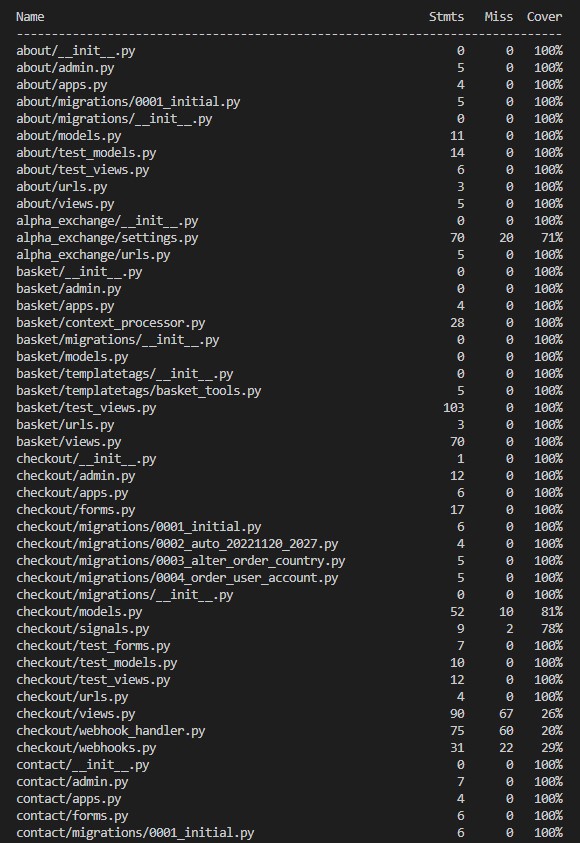 Name Stmts Miss Cover
--------------------------------------------------------------------------------
about/__init__.py 0 0 100%
about/admin.py 5 0 100%
about/apps.py 4 0 100%
about/migrations/0001_initial.py 5 0 100%
about/migrations/__init__.py 0 0 100%
about/models.py 11 0 100%
about/test_models.py 14 0 100%
about/test_views.py 6 0 100%
about/urls.py 3 0 100%
about/views.py 5 0 100%
alpha_exchange/__init__.py 0 0 100%
alpha_exchange/settings.py 70 20 71%
alpha_exchange/urls.py 5 0 100%
basket/__init__.py 0 0 100%
basket/admin.py 0 0 100%
basket/apps.py 4 0 100%
basket/context_processor.py 28 0 100%
basket/migrations/__init__.py 0 0 100%
basket/models.py 0 0 100%
basket/templatetags/__init__.py 0 0 100%
basket/templatetags/basket_tools.py 5 0 100%
basket/test_views.py 103 0 100%
basket/urls.py 3 0 100%
basket/views.py 70 0 100%
checkout/__init__.py 1 0 100%
checkout/admin.py 12 0 100%
checkout/apps.py 6 0 100%
checkout/forms.py 17 0 100%
checkout/migrations/0001_initial.py 6 0 100%
checkout/migrations/0002_auto_20221120_2027.py 4 0 100%
checkout/migrations/0003_alter_order_country.py 5 0 100%
checkout/migrations/0004_order_user_account.py 5 0 100%
checkout/migrations/__init__.py 0 0 100%
checkout/models.py 52 10 81%
checkout/signals.py 9 2 78%
checkout/test_forms.py 7 0 100%
checkout/test_models.py 10 0 100%
checkout/test_views.py 12 0 100%
checkout/urls.py 4 0 100%
checkout/views.py 90 67 26%
checkout/webhook_handler.py 75 60 20%
checkout/webhooks.py 31 22 29%
contact/__init__.py 0 0 100%
contact/admin.py 7 0 100%
contact/apps.py 4 0 100%
contact/forms.py 6 0 100%
contact/migrations/0001_initial.py 6 0 100%